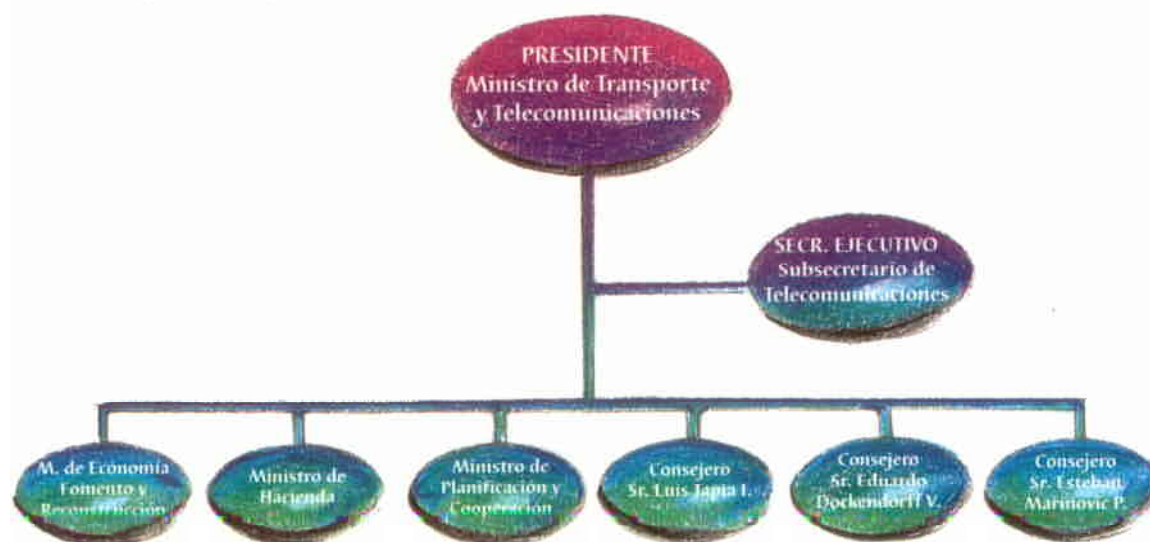 PRESIDENTE
Ministro de Transporte
y Telecomunicaciones
SECR. EJECUTIVO
Subsecretario de
Telecomunicaciones
M. de Economía
Fomento y
Reconstrucción
Ministro de
Hacienda
Ministro de
Planificación y
Cooperación
Consejero
Sr. Luis Tapia I.
Consejero
Sr. Eduardo
Dockendorff V.
Consejero
Sr. Esteban
Marinovic P.